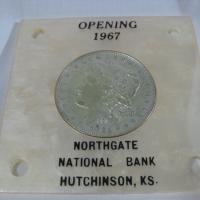 OPENING
1967
NORTHGATE
NATIONAL BANK
HUTCHINSON, KS.